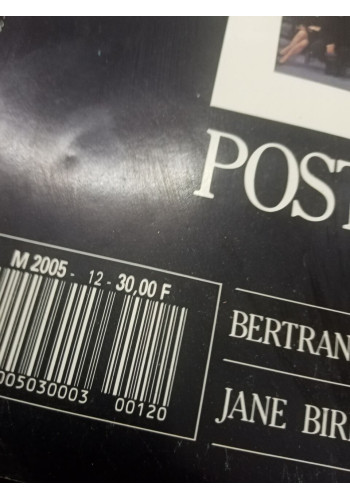 POST
M 2005 - 12 - 30,00 F
005030003 00120
BERTRAN
JANE BIR